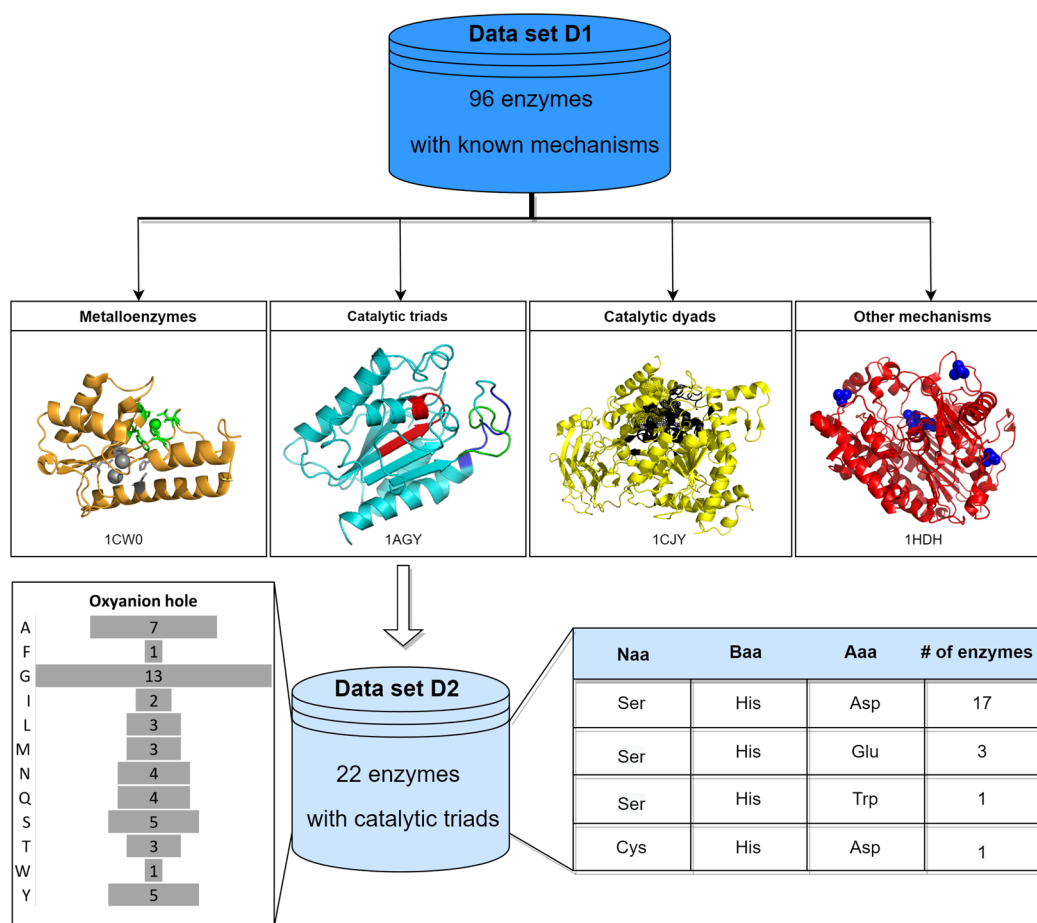 Data set D1
96 enzymes
with known mechanisms
Metalloenzymes
Catalytic triads
Catalytic dyads
Other mechanisms
1CW0
1AGY
1CJY
1HDH
Oxyanion hole
A 7
F 1
G 13
I 2
L 3
M 3
N 4
Q 4
S 5
T 3
W 1
Y 5
Data set D2
22 enzymes
with catalytic triads
Naa Baa Aaa # of enzymes
Ser His Asp 17
Ser His Glu 3
Ser His Trp 1
Cys His Asp 1